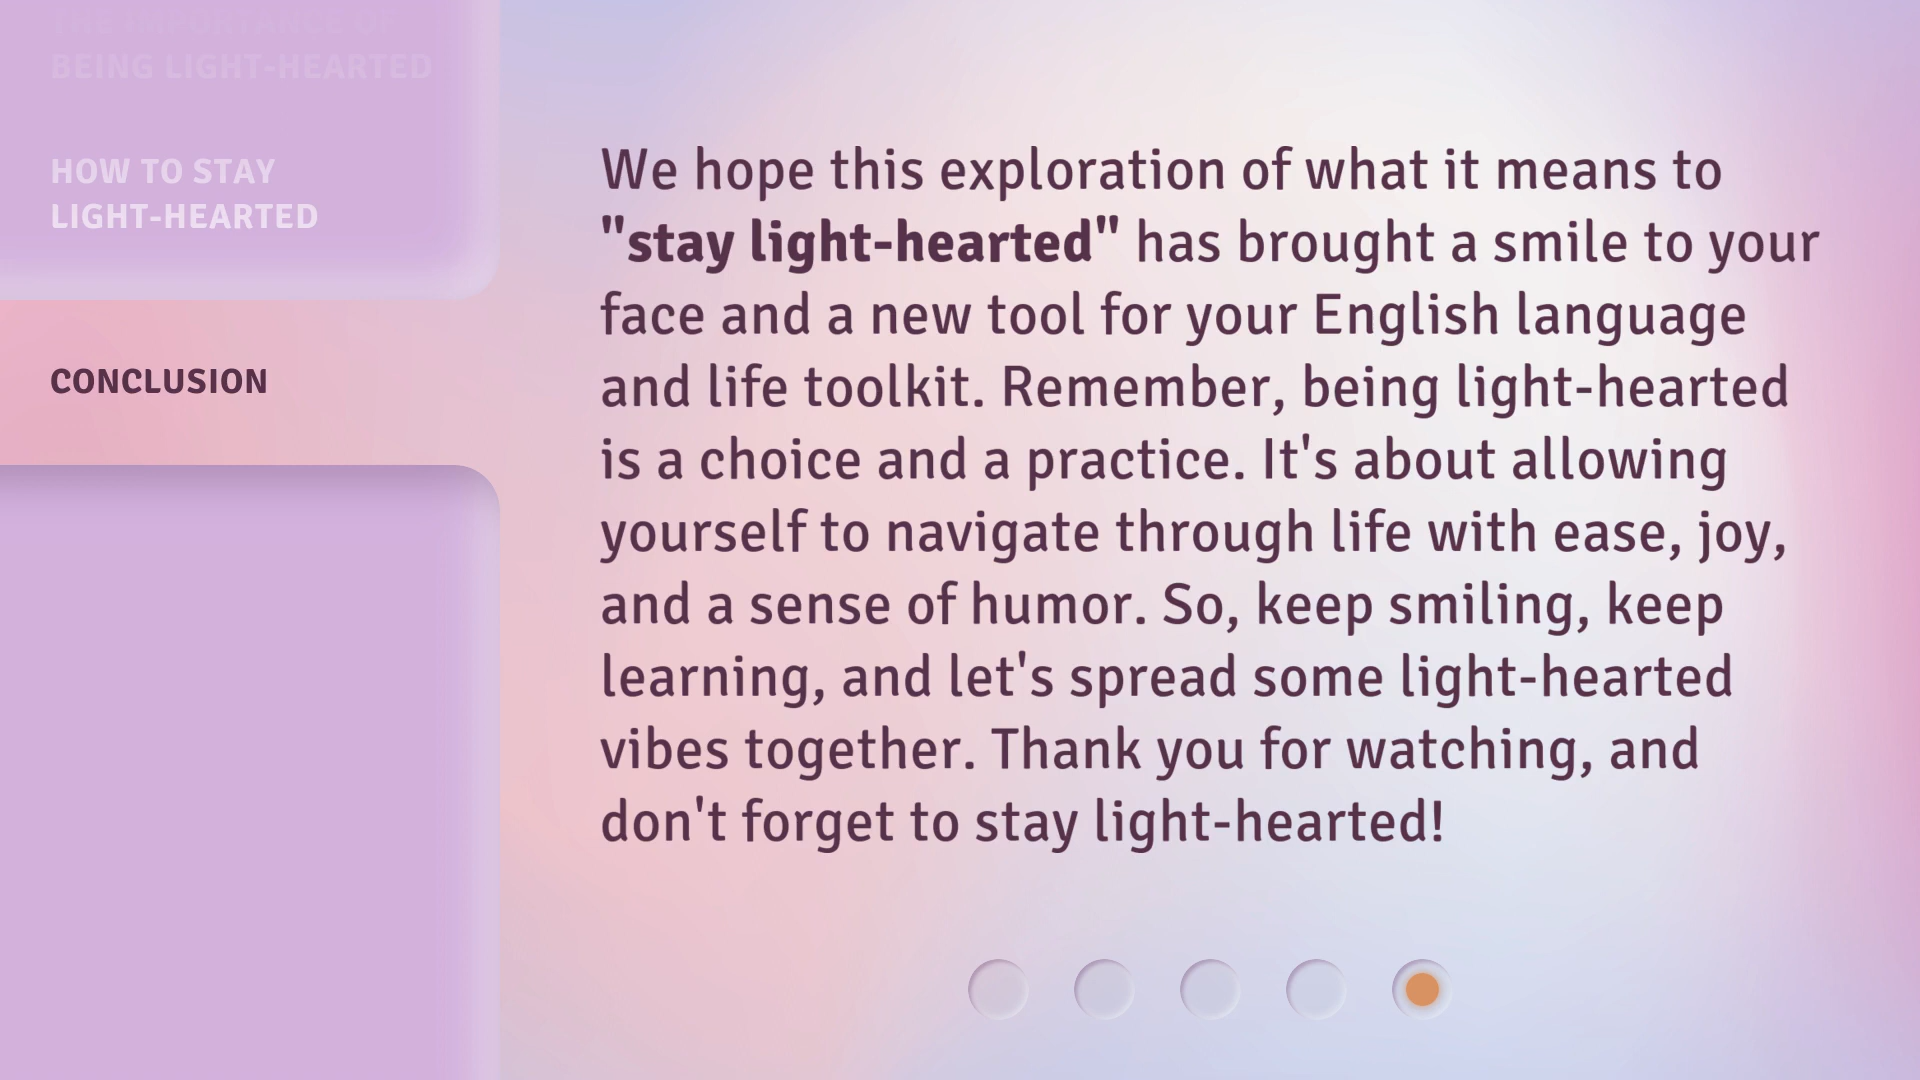 THE IMPORTANCE OF
BEING LIGHT-HEARTED
HOW TO STAY
LIGHT-HEARTED
CONCLUSION
We hope this exploration of what it means to
"stay light-hearted" has brought a smile to your
face and a new tool for your English language
and life toolkit. Remember, being light-hearted
is a choice and a practice. It's about allowing
yourself to navigate through life with ease, joy,
and a sense of humor. So, keep smiling, keep
learning, and let's spread some light-hearted
vibes together. Thank you for watching, and
don't forget to stay light-hearted!